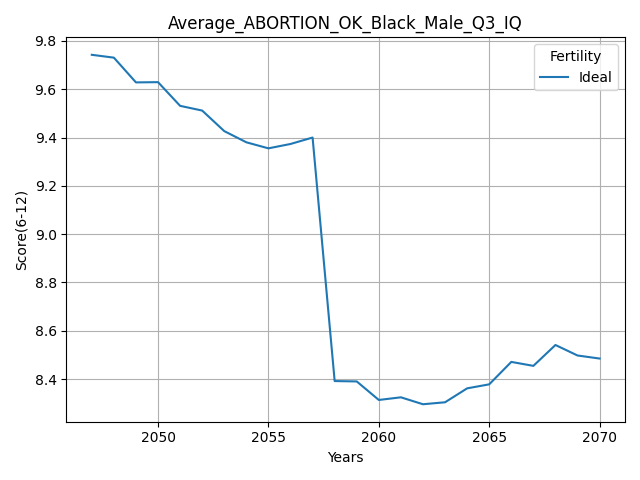 Average_ABORTION_OK_Black_Male_Q3_IQ
Fertility
Ideal
Score(6-12)
9.8
9.6
9.4
9.2
9.0
8.8
8.6
8.4
2050 2055 2060 2065 2070
Years